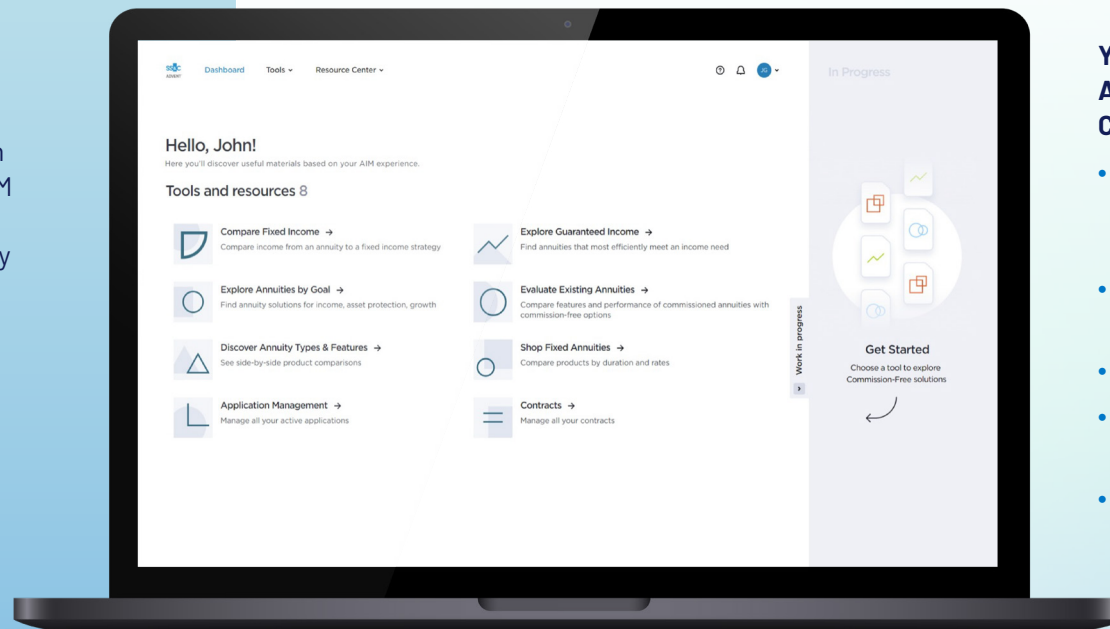 SS&C
Dashboard
Tools
Resource Center
JG
In Progress
Hello, John!
Here you'll discover useful materials based on your AIM experience.
Tools and resources 8
Compare Fixed Income →
Compare income from an annuity to a fixed income strategy
Explore Guaranteed Income →
Find annuities that most efficiently meet an income need
Explore Annuities by Goal →
Find annuity solutions for income, asset protection, growth
Evaluate Existing Annuities →
Compare features and performance of commissioned annuities with
commission-free options
Discover Annuity Types & Features →
See side-by-side product comparisons
Shop Fixed Annuities →
Compare products by duration and rates
Application Management →
Manage all your active applications
Contracts →
Manage all your contracts
Work in progress
Get Started
Choose a tool to explore
Commission-Free solutions